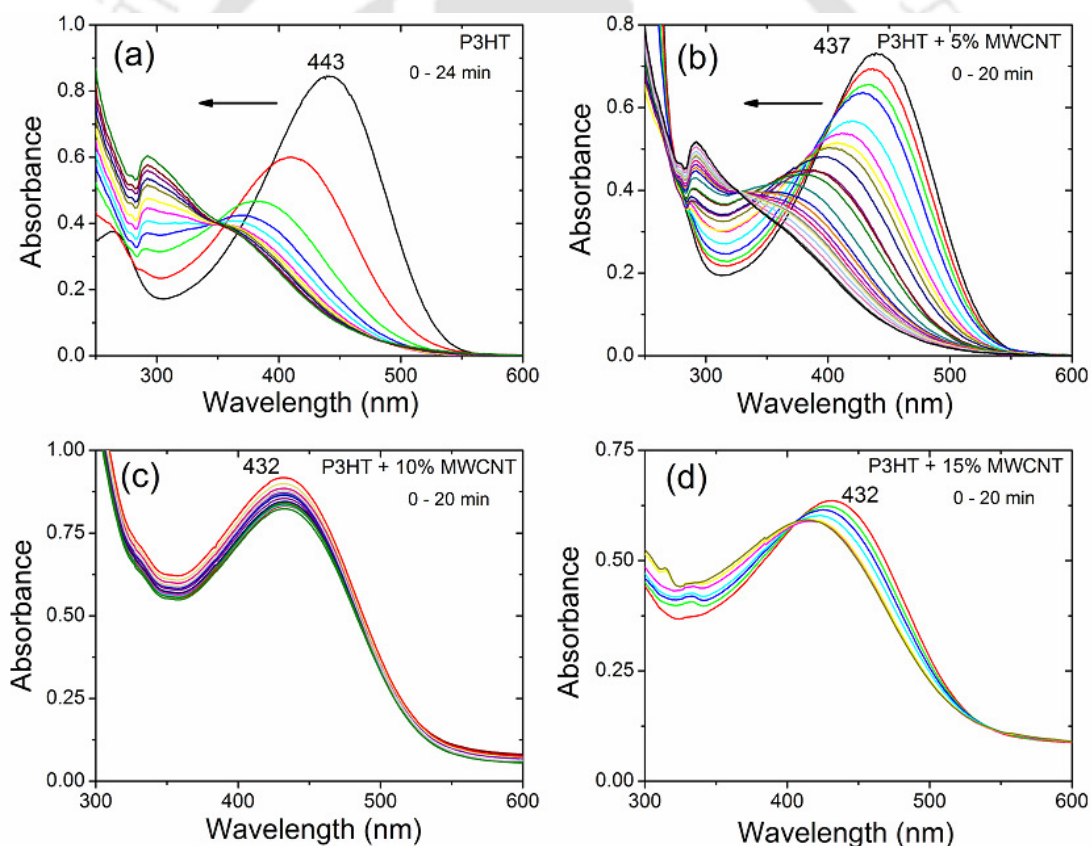 (a)
P3HT
0 - 24 min
443
1.0
0.8
0.6
0.4
0.2
0.0
Absorbance
300 400 500 600
Wavelength (nm)
(b)
P3HT + 5% MWCNT
0 - 20 min
437
0.8
0.6
0.4
0.2
0.0
Absorbance
300 400 500 600
Wavelength (nm)
(c)
P3HT + 10% MWCNT
0 - 20 min
432
1.00
0.75
0.50
0.25
0.00
Absorbance
300 400 500 600
Wavelength (nm)
(d)
P3HT + 15% MWCNT
0 - 20 min
432
0.75
0.50
0.25
0.00
Absorbance
300 400 500 600
Wavelength (nm)